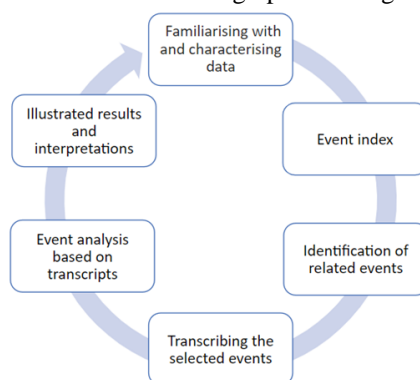 Familiarising with
and characterising
data
Event index
Identification of
related events
Transcribing the
selected events
Event analysis
based on
transcripts
Illustrated results
and
interpretations